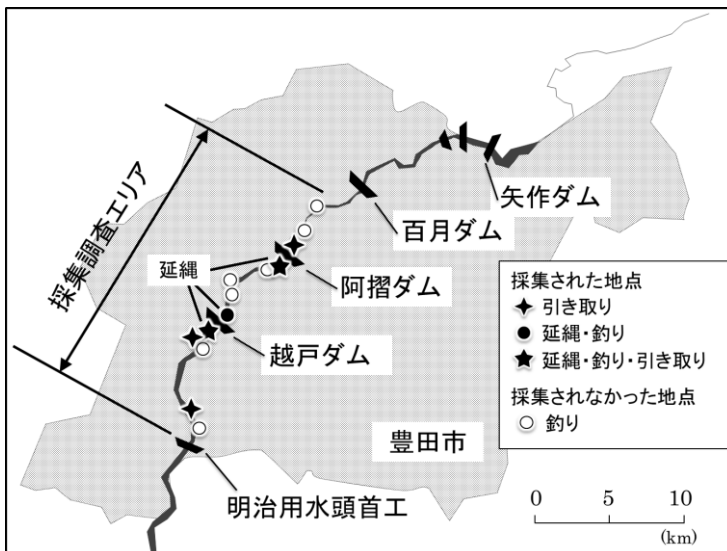 矢作ダム
百月ダム
採集調査エリア
延縄
阿摺ダム
越戸ダム
採集された地点
引き取り
延縄・釣り
延縄・釣り・引き取り
採集されなかった地点
釣り
豊田市
明治用水頭首工
0 5 10
(km)